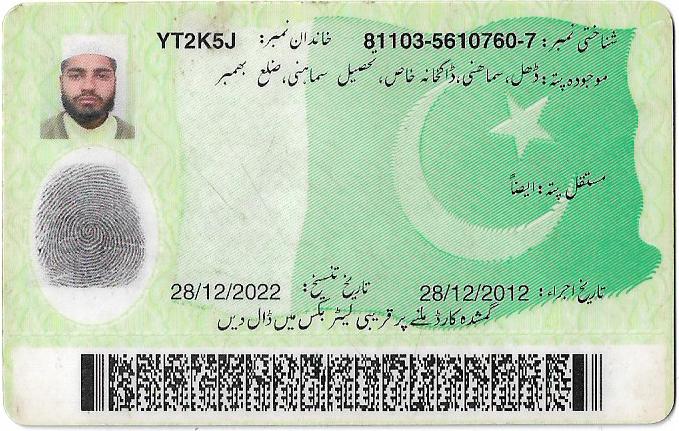 شناختی نمبر: 81103-5610760-7 خاندان نمبر: YT2K5J
موجودہ پتہ: ڈھل، سماھنی، ڈاکخانہ خاص، تحصیل سماہنی، ضلع بھمبر
مستقل پتہ: ایضاً
تاریخ اجراء: 28/12/2012 تاریخ تنسیخ: 28/12/2022
گمشدہ کارڈ ملنے پر قریبی لیٹر بکس میں ڈال دیں